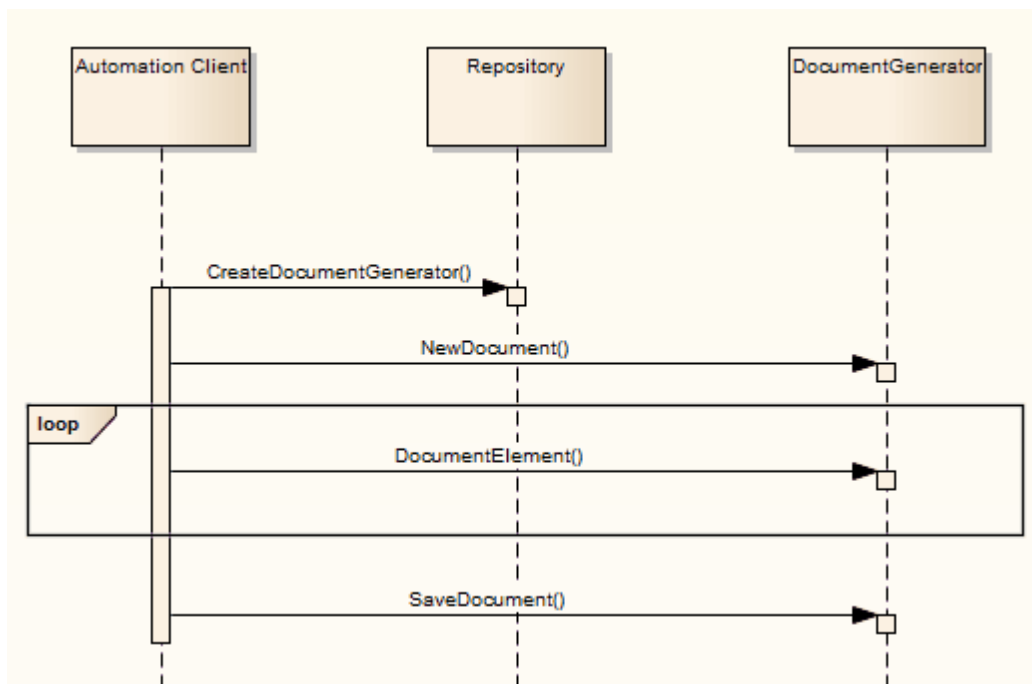 Automation Client
Repository
DocumentGenerator
CreateDocumentGenerator()
NewDocument()
loop
DocumentElement()
SaveDocument()